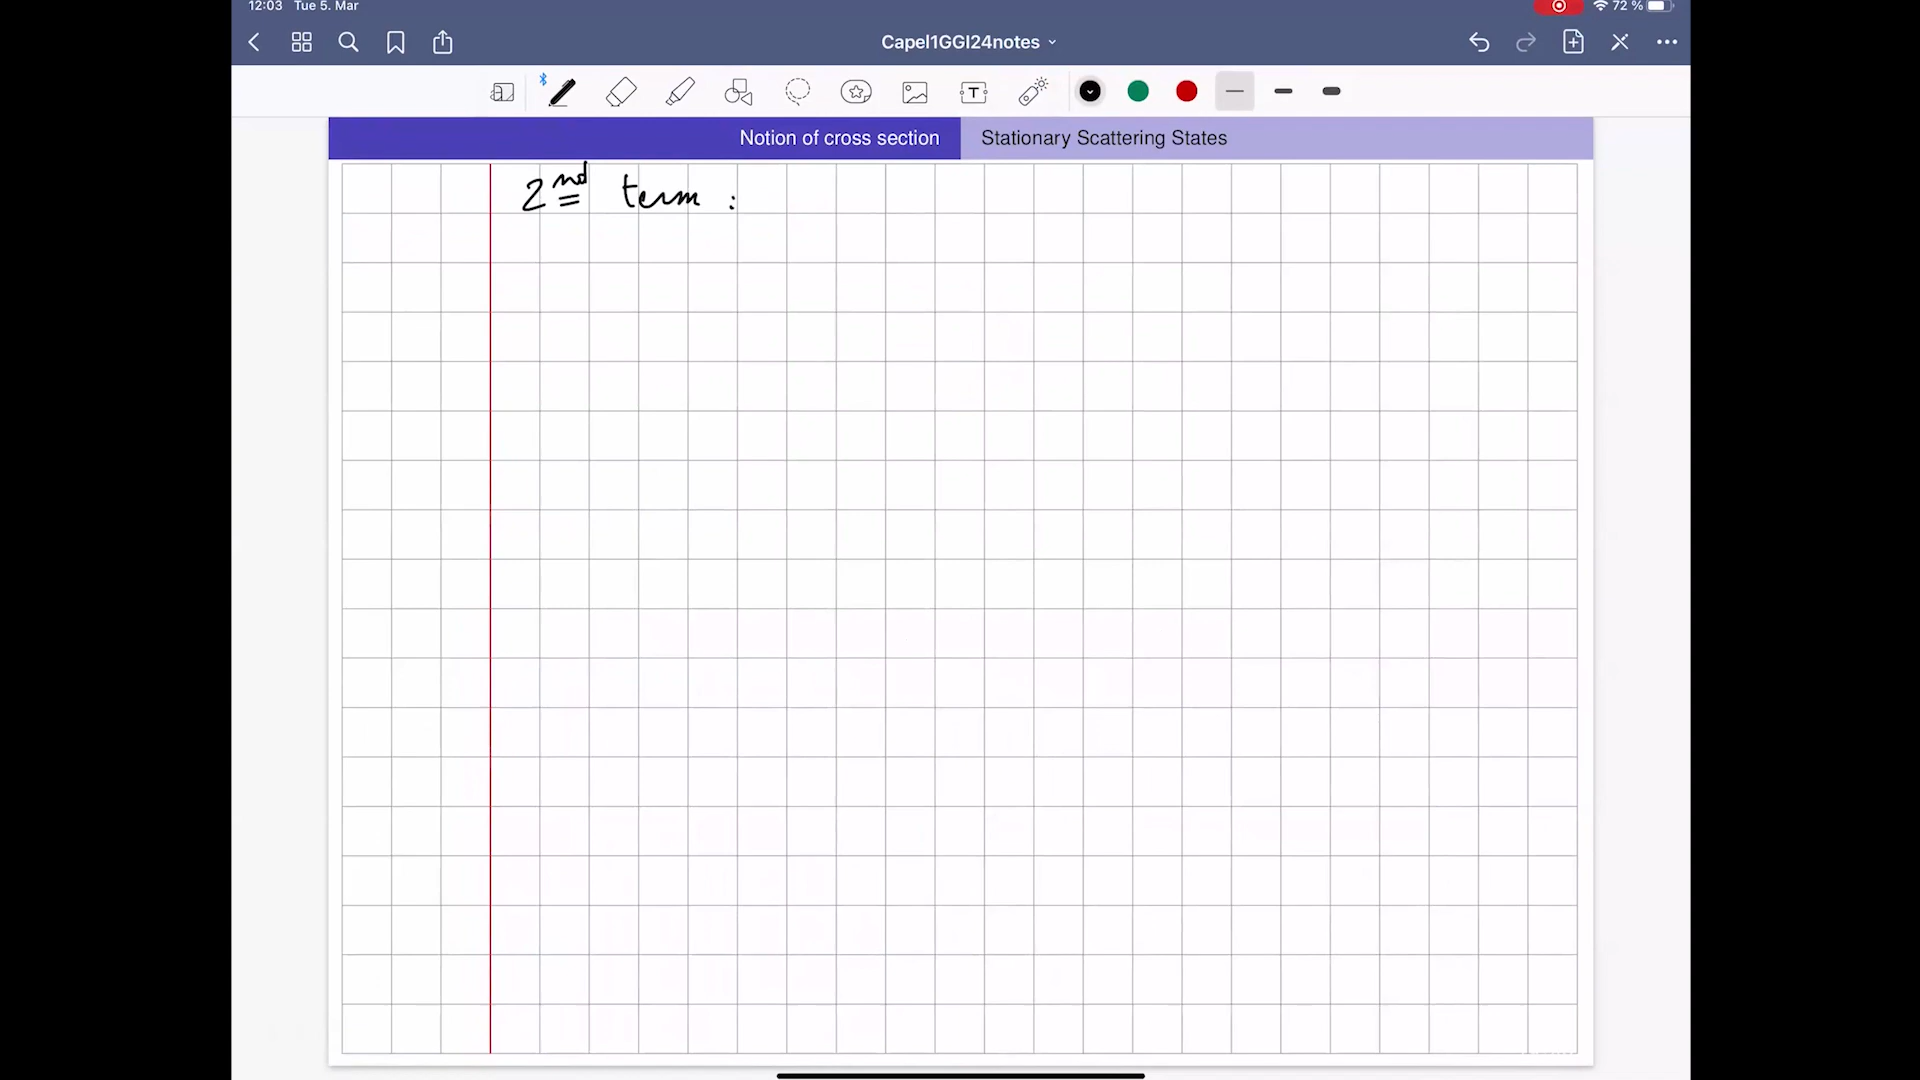 12:03 Tue 5. Mar 72 %
Capel1GGI24notes
T
Notion of cross section Stationary Scattering States
2nd term :